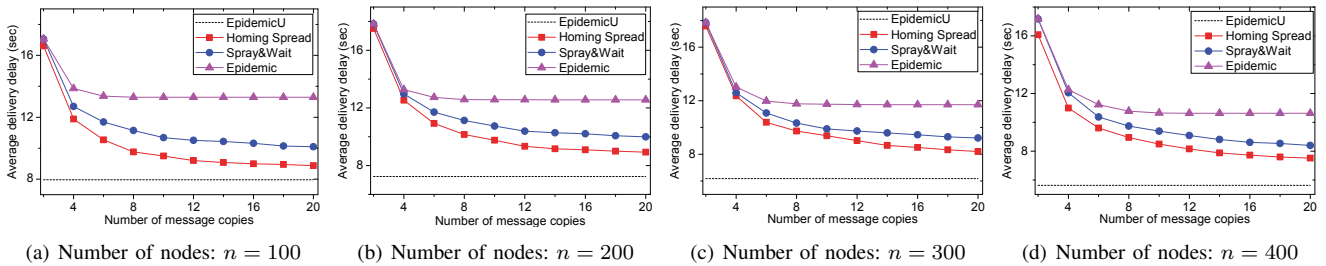 Average delivery delay (sec)
16
12
8
4
8
12
16
20
Number of message copies
EpidemicU
Homing Spread
Spray&Wait
Epidemic
(a) Number of nodes: n = 100
Average delivery delay (sec)
16
12
8
4
8
12
16
20
Number of message copies
EpidemicU
Homing Spread
Spray&Wait
Epidemic
(b) Number of nodes: n = 200
Average delivery delay (sec)
16
12
8
4
8
12
16
20
Number of message copies
EpidemicU
Homing Spread
Spray&Wait
Epidemic
(c) Number of nodes: n = 300
Average delivery delay (sec)
16
12
8
4
8
12
16
20
Number of message copies
EpidemicU
Homing Spread
Spray&Wait
Epidemic
(d) Number of nodes: n = 400